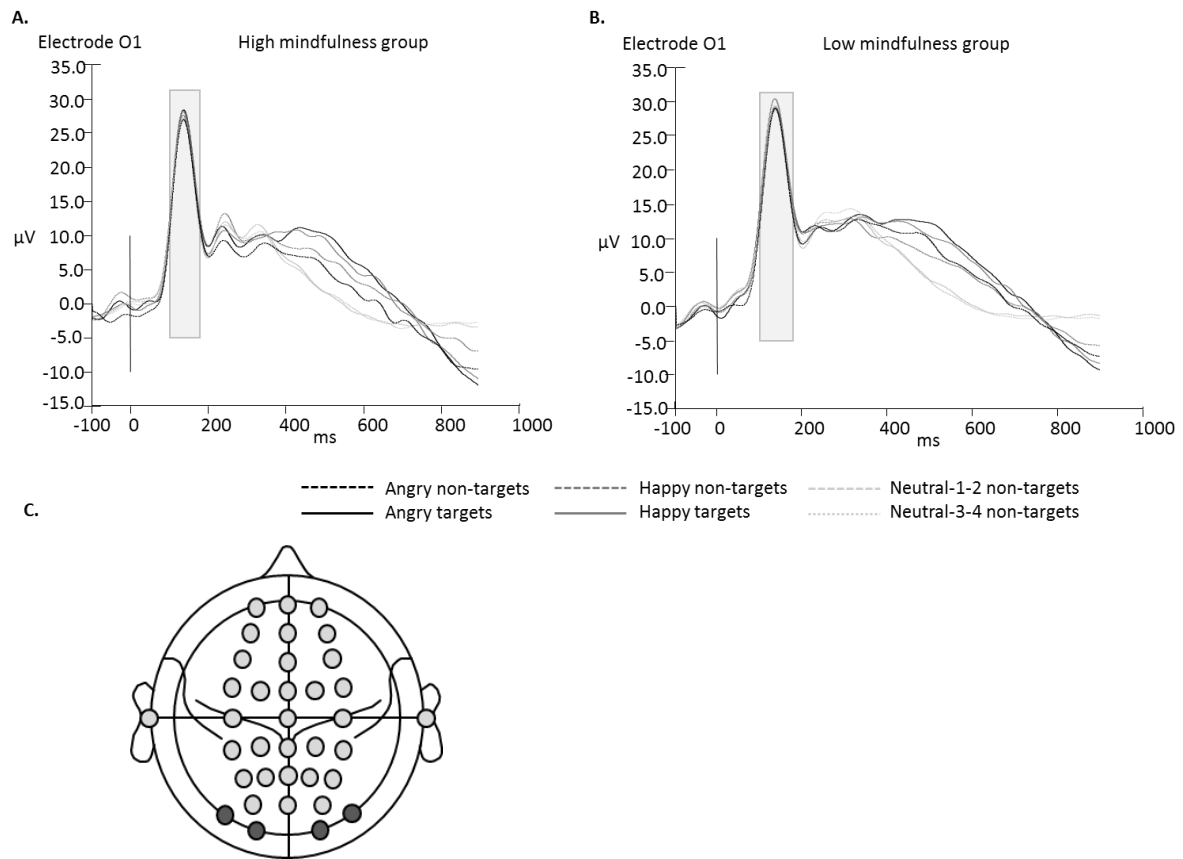 A.
Electrode O1 High mindfulness group
35.0
30.0
25.0
20.0
15.0
10.0
µV
5.0
0.0
-5.0
-10.0
-15.0
-100 0 200 400 600 800 1000
ms
B.
Electrode O1 Low mindfulness group
35.0
30.0
25.0
20.0
15.0
10.0
µV
5.0
0.0
-5.0
-10.0
-15.0
-100 0 200 400 600 800 1000
ms
Angry non-targets Happy non-targets Neutral-1-2 non-targets
Angry targets Happy targets Neutral-3-4 non-targets
C.